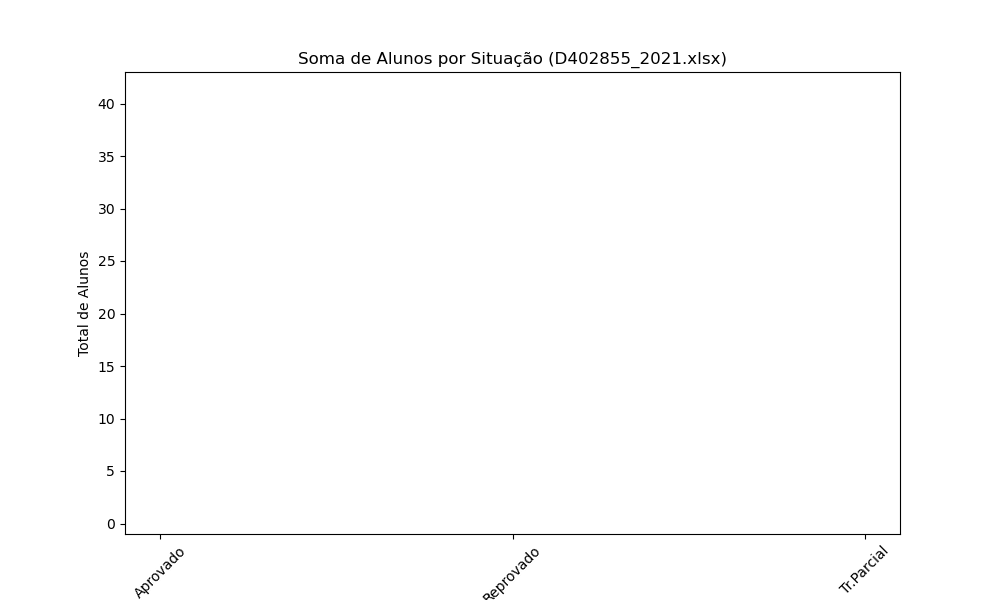 Soma de Alunos por Situação (D402855_2021.xlsx)
Total de Alunos
40
35
30
25
20
15
10
5
0
Aprovado
Reprovado
Tr.Parcial